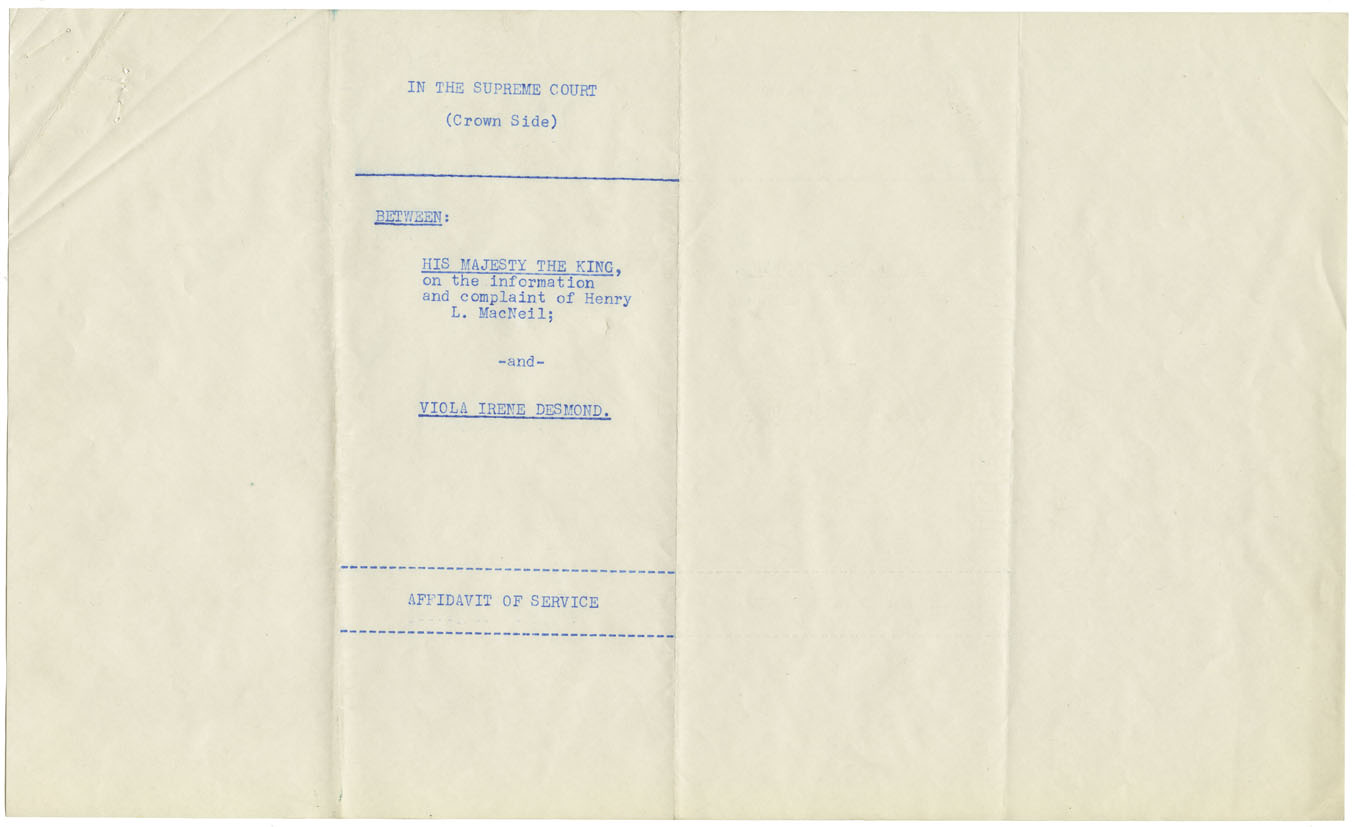 IN THE SUPREME COURT
(Crown Side)
BETWEEN:
HIS MAJESTY THE KING,
on the information
and complaint of Henry
L. MacNeil;
-and-
VIOLA IRENE DESMOND.
AFFIDAVIT OF SERVICE